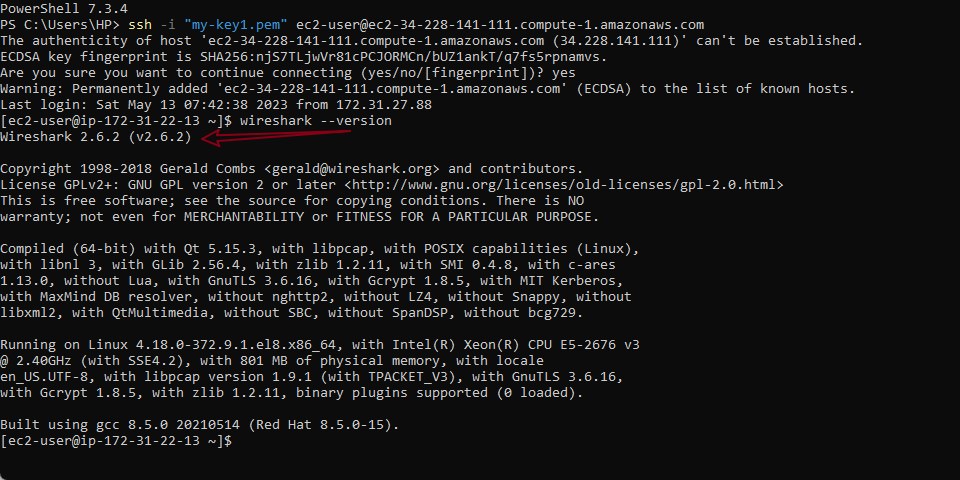 PowerShell 7.3.4
PS C:\Users\HP> ssh -i "my-key1.pem" ec2-user@ec2-34-228-141-111.compute-1.amazonaws.com
The authenticity of host 'ec2-34-228-141-111.compute-1.amazonaws.com (34.228.141.111)' can't be established.
ECDSA key fingerprint is SHA256:njS7TLjwVr81cPCJORMCn/bUZ1ankT/q7fs5rpnamvs.
Are you sure you want to continue connecting (yes/no/[fingerprint])? yes
Warning: Permanently added 'ec2-34-228-141-111.compute-1.amazonaws.com' (ECDSA) to the list of known hosts.
Last login: Sat May 13 07:42:38 2023 from 172.31.27.88
[ec2-user@ip-172-31-22-13 ~]$ wireshark --version
Wireshark 2.6.2 (v2.6.2)
Copyright 1998-2018 Gerald Combs <gerald@wireshark.org> and contributors.
License GPLv2+: GNU GPL version 2 or later <http://www.gnu.org/licenses/old-licenses/gpl-2.0.html>
This is free software; see the source for copying conditions. There is NO
warranty; not even for MERCHANTABILITY or FITNESS FOR A PARTICULAR PURPOSE.
Compiled (64-bit) with Qt 5.15.3, with libpcap, with POSIX capabilities (Linux),
with libnl 3, with GLib 2.56.4, with zlib 1.2.11, with SMI 0.4.8, with c-ares
1.13.0, without Lua, with GnuTLS 3.6.16, with Gcrypt 1.8.5, with MIT Kerberos,
with MaxMind DB resolver, without nghttp2, without LZ4, without Snappy, without
libxml2, with QtMultimedia, without SBC, without SpanDSP, without bcg729.
Running on Linux 4.18.0-372.9.1.el8.x86_64, with Intel(R) Xeon(R) CPU E5-2676 v3
@ 2.40GHz (with SSE4.2), with 801 MB of physical memory, with locale
en_US.UTF-8, with libpcap version 1.9.1 (with TPACKET_V3), with GnuTLS 3.6.16,
with Gcrypt 1.8.5, with zlib 1.2.11, binary plugins supported (0 loaded).
Built using gcc 8.5.0 20210514 (Red Hat 8.5.0-15).
[ec2-user@ip-172-31-22-13 ~]$